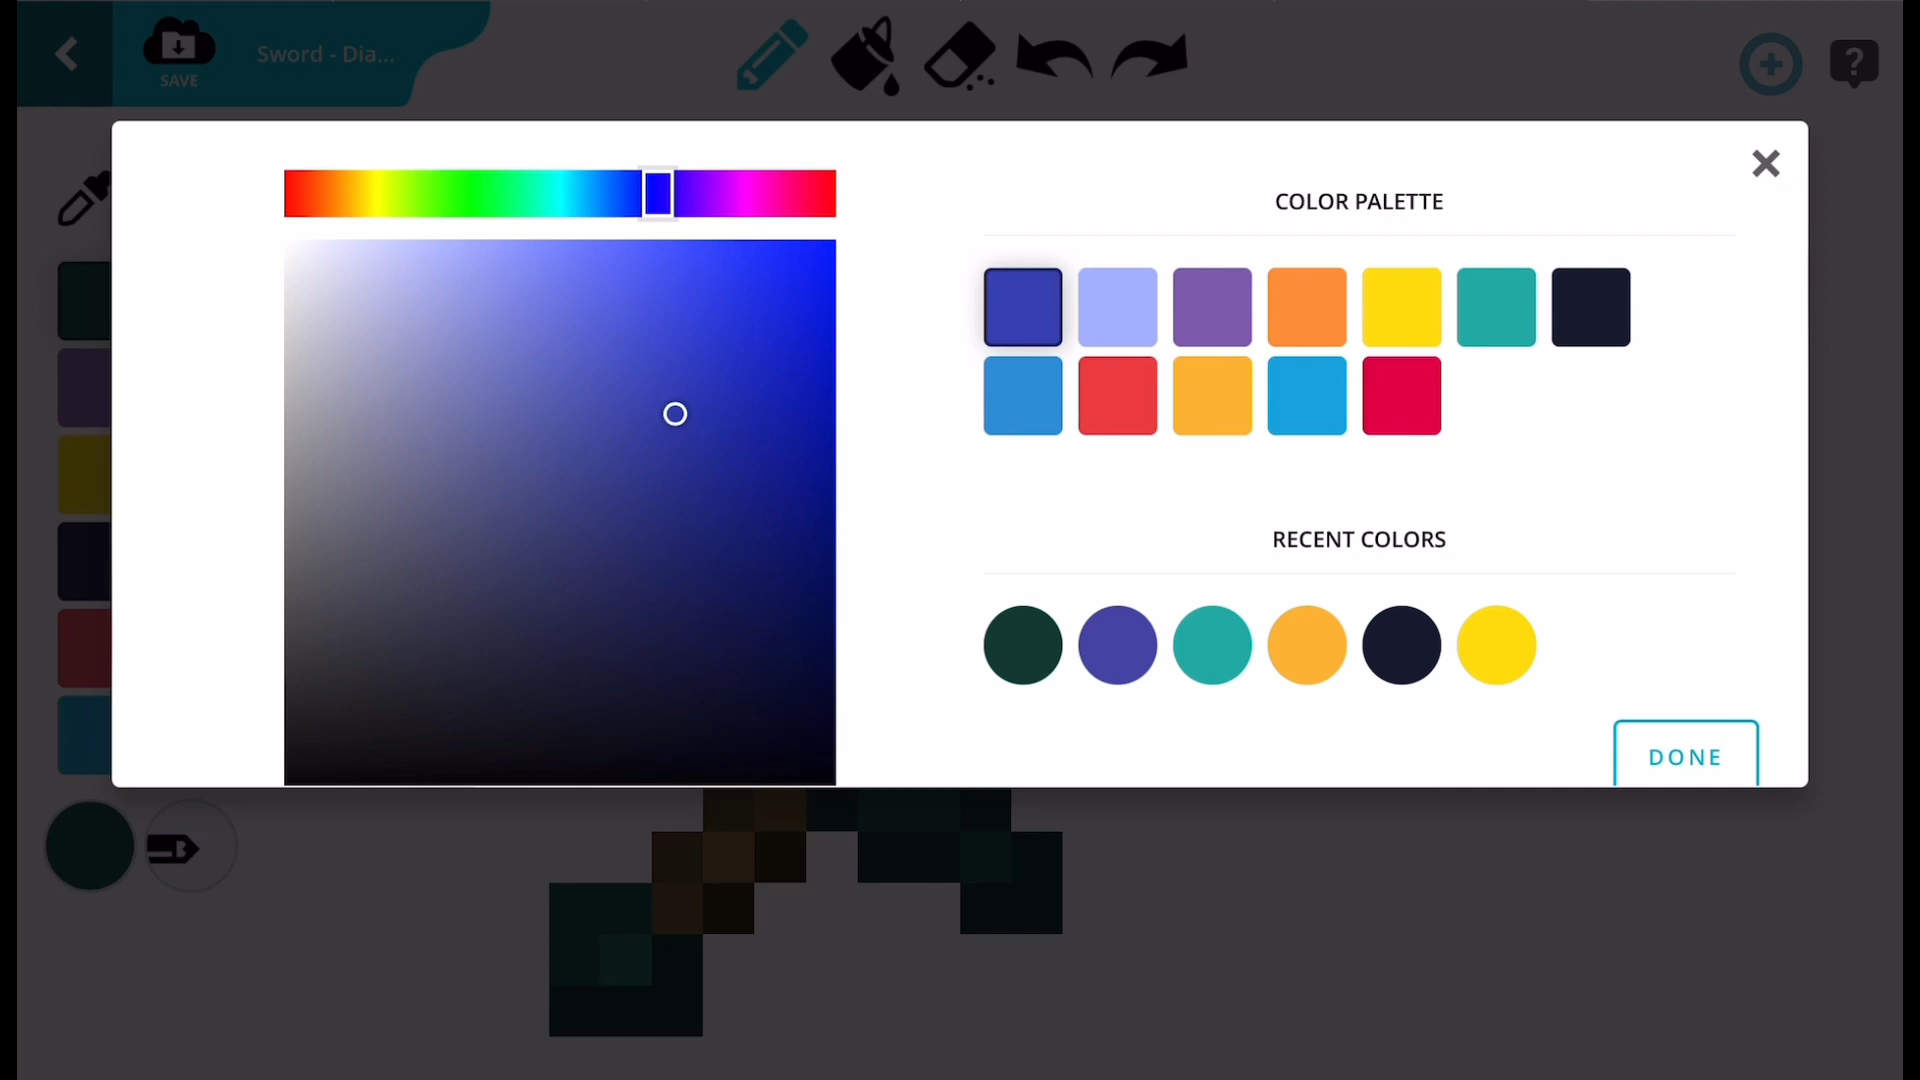 SAVE
Sword - Dia...
?
COLOR PALETTE
RECENT COLORS
DONE